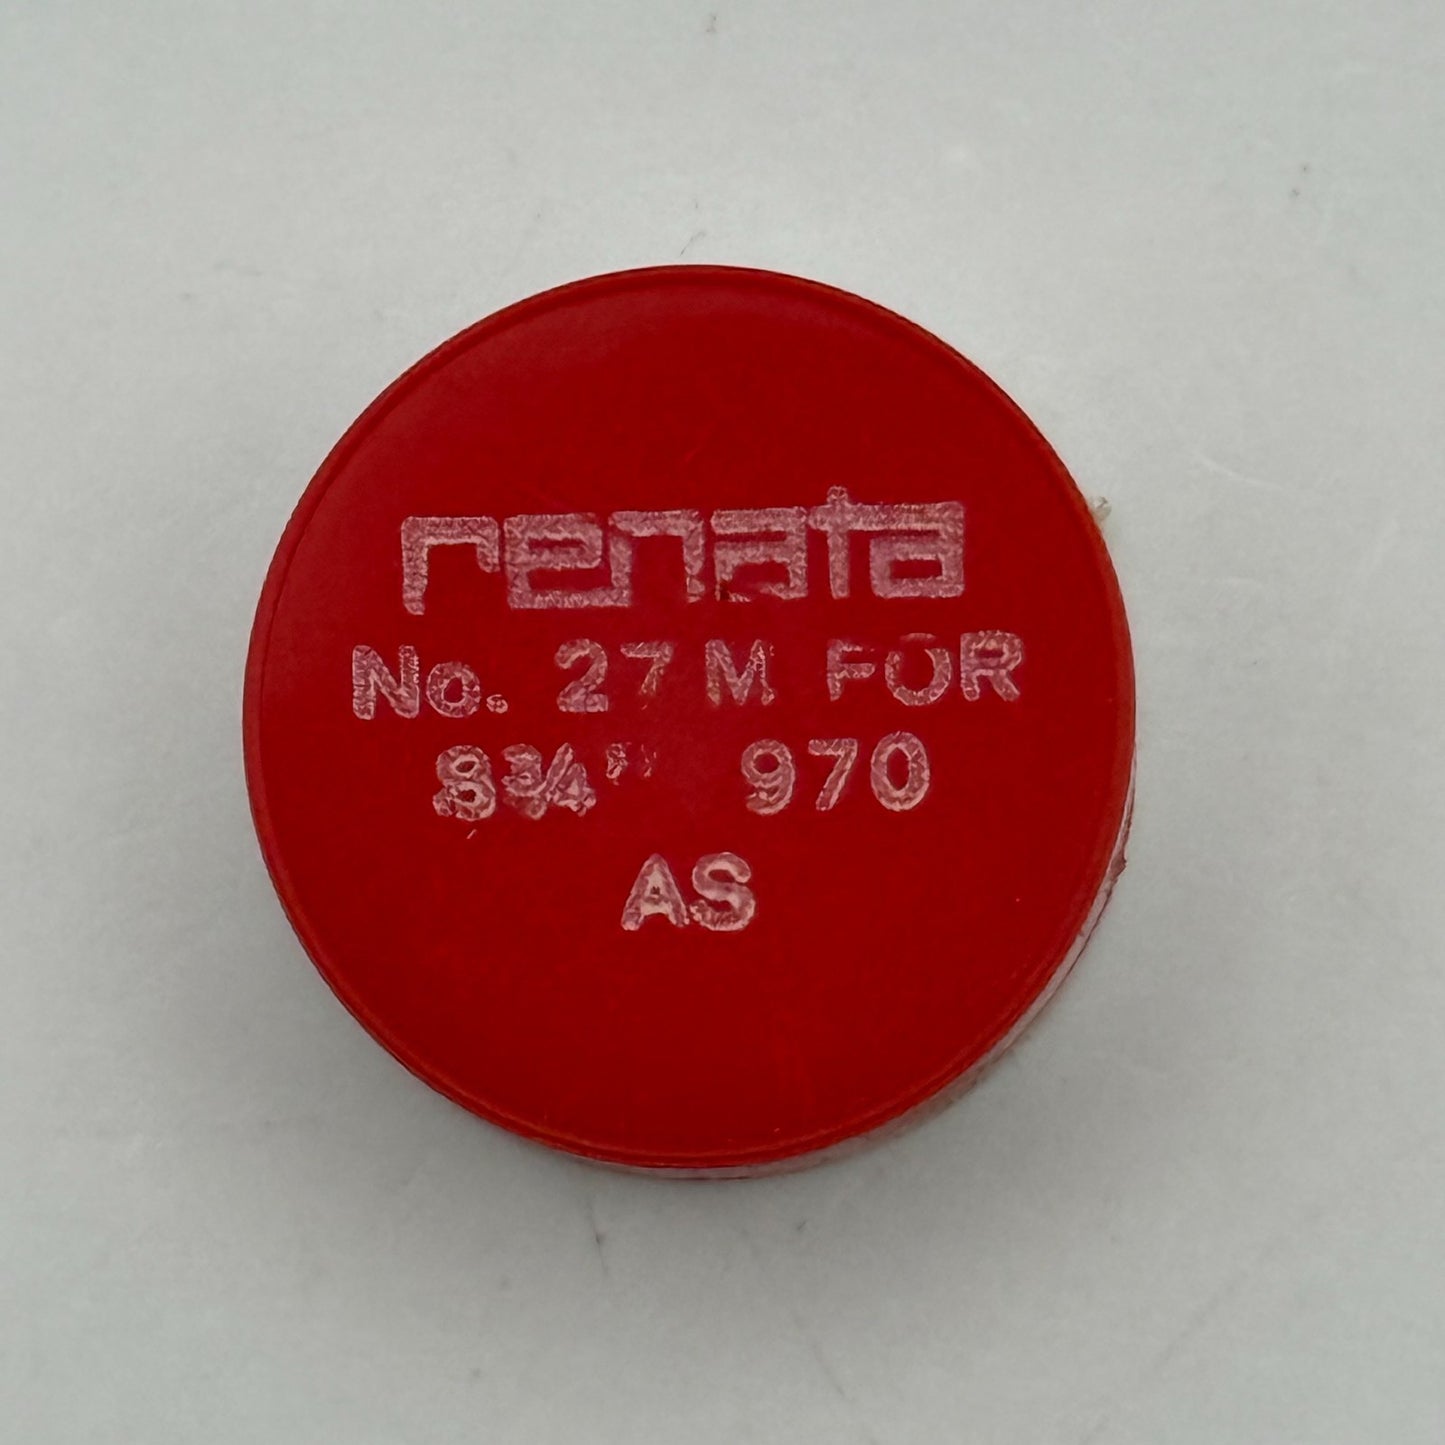 renata
No. 27 M FOR
8¾''' 970
AS